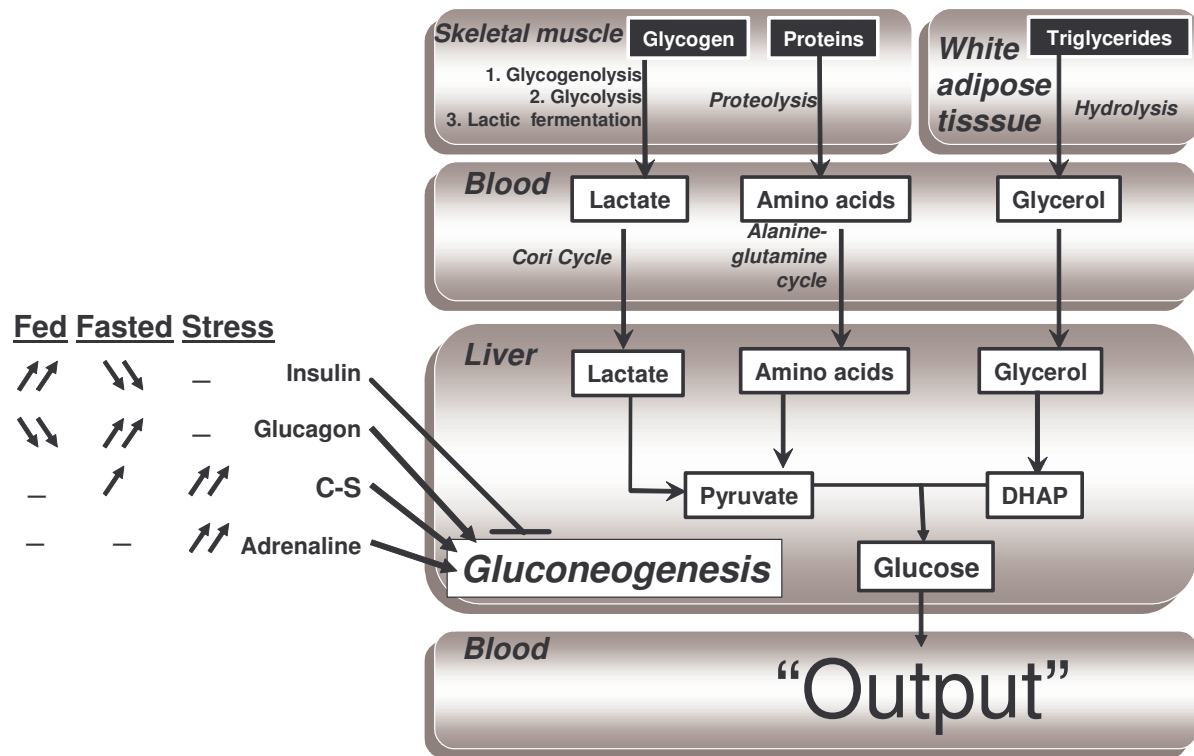 Skeletal muscle
Glycogen
Proteins
1. Glycogenolysis
2. Glycolysis
3. Lactic fermentation
Proteolysis
White
adipose
tisssue
Triglycerides
Hydrolysis
Blood
Lactate
Amino acids
Glycerol
Cori Cycle
Alanine-
glutamine
cycle
Fed Fasted Stress
– Insulin
– Glucagon
– C-S
– – Adrenaline
Liver
Lactate
Amino acids
Glycerol
Pyruvate
DHAP
Gluconeogenesis
Glucose
Blood
“Output”